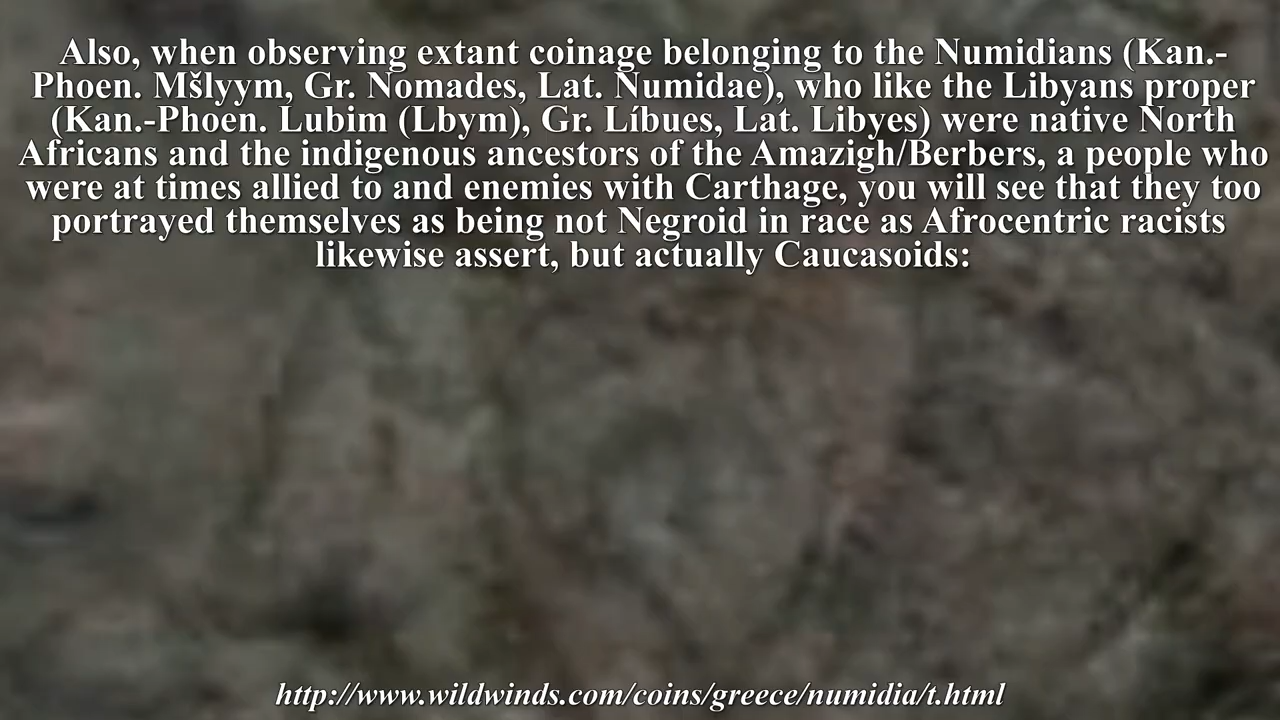 Also, when observing extant coinage belonging to the Numidians (Kan.-
Phoen. Mšlyym, Gr. Nomades, Lat. Numidae), who like the Libyans proper
(Kan.-Phoen. Lubim (Lbym), Gr. Líbues, Lat. Libyes) were native North
Africans and the indigenous ancestors of the Amazigh/Berbers, a people who
were at times allied to and enemies with Carthage, you will see that they too
portrayed themselves as being not Negroid in race as Afrocentric racists
likewise assert, but actually Caucasoids:
http://www.wildwinds.com/coins/greece/numidia/t.html